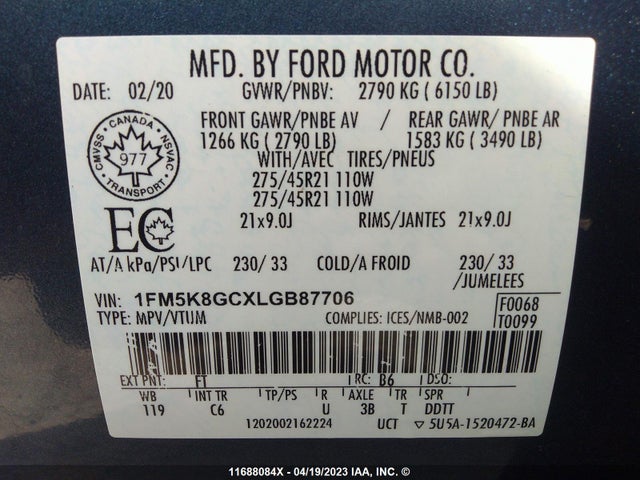 MFD. BY FORD MOTOR CO.
DATE: 02/20 GVWR/PNBV: 2790 KG ( 6150 LB)
FRONT GAWR/PNBE AV / REAR GAWR/ PNBE AR
1266 KG ( 2790 LB) 1583 KG ( 3490 LB)
WITH/AVEC TIRES/PNEUS
275/45R21 110W
275/45R21 110W
21x9.0J RIMS/JANTES 21x9.0J
CANADA
CMVSS NSVAC
977
TRANSPORT
EC
AT/A kPa/PSI/LPC 230/ 33 COLD/A FROID 230/ 33
/JUMELEES
VIN: 1FM5K8GCXLGB87706 F0068
TYPE: MPV/VTUM COMPLIES: ICES/NMB-002 T0099
EXT PNT: FT RC: B6 DSO:
WB INT TR TP/PS R AXLE TR SPR
119 C6 U 3B T DDTT
1202002162224 UCT ▽ 5U5A-1520472-BA
11688084X - 04/19/2023 IAA, Inc. (IAA)